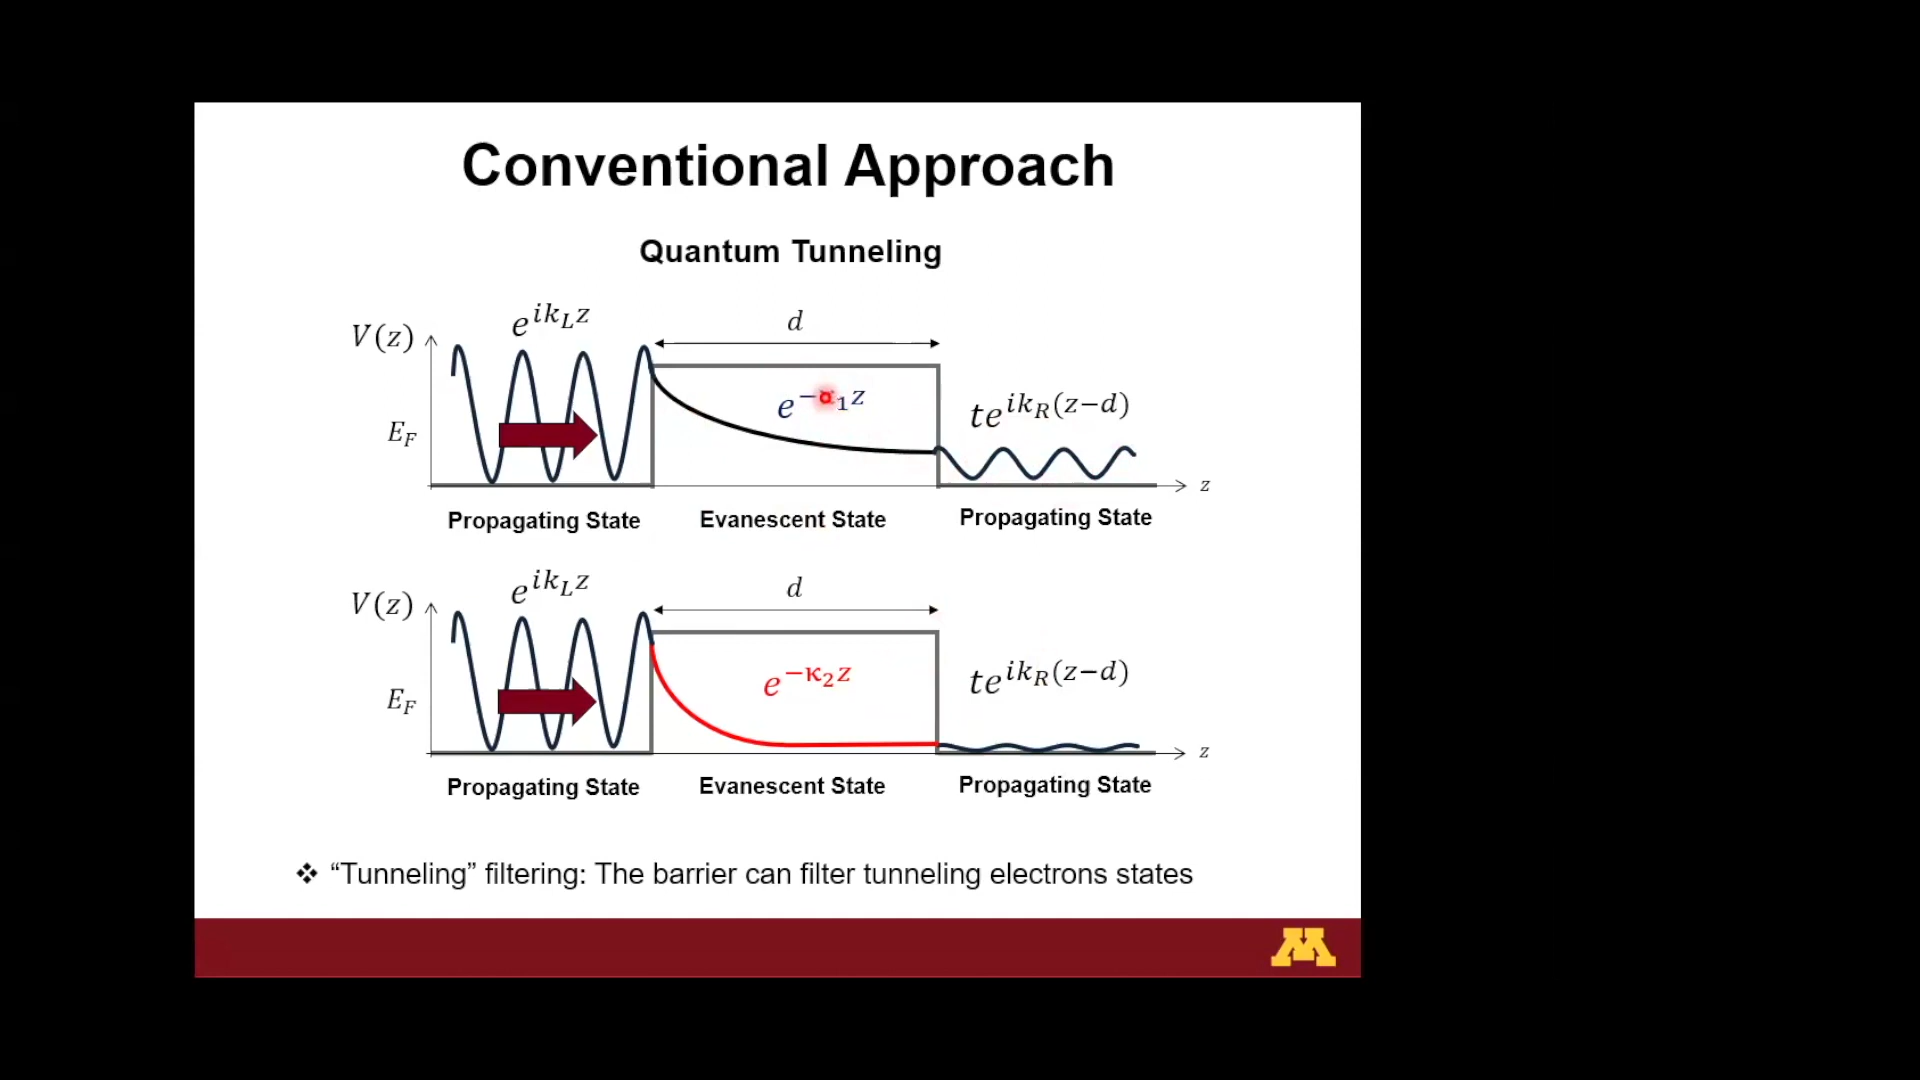 Conventional Approach
Quantum Tunneling
V(z)
e^{ik_L z}
d
e^{-κ_1 z}
te^{ik_R(z-d)}
E_F
z
Propagating State
Evanescent State
Propagating State
V(z)
e^{ik_L z}
d
e^{-κ_2 z}
te^{ik_R(z-d)}
E_F
z
Propagating State
Evanescent State
Propagating State
❖ “Tunneling” filtering: The barrier can filter tunneling electrons states
M